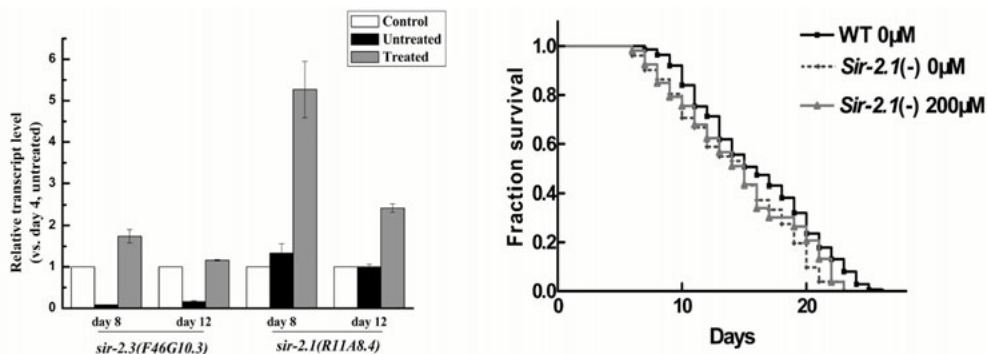 Control
Untreated
Treated
Relative transcript level
(vs. day 4, untreated)
6
5
4
3
2
1
0
day 8
day 12
day 8
day 12
sir-2.3(F46G10.3)
sir-2.1(R11A8.4)
WT 0μM
Sir-2.1(-) 0μM
Sir-2.1(-) 200μM
Fraction survival
1.0
0.8
0.6
0.4
0.2
0.0
0
10
20
Days